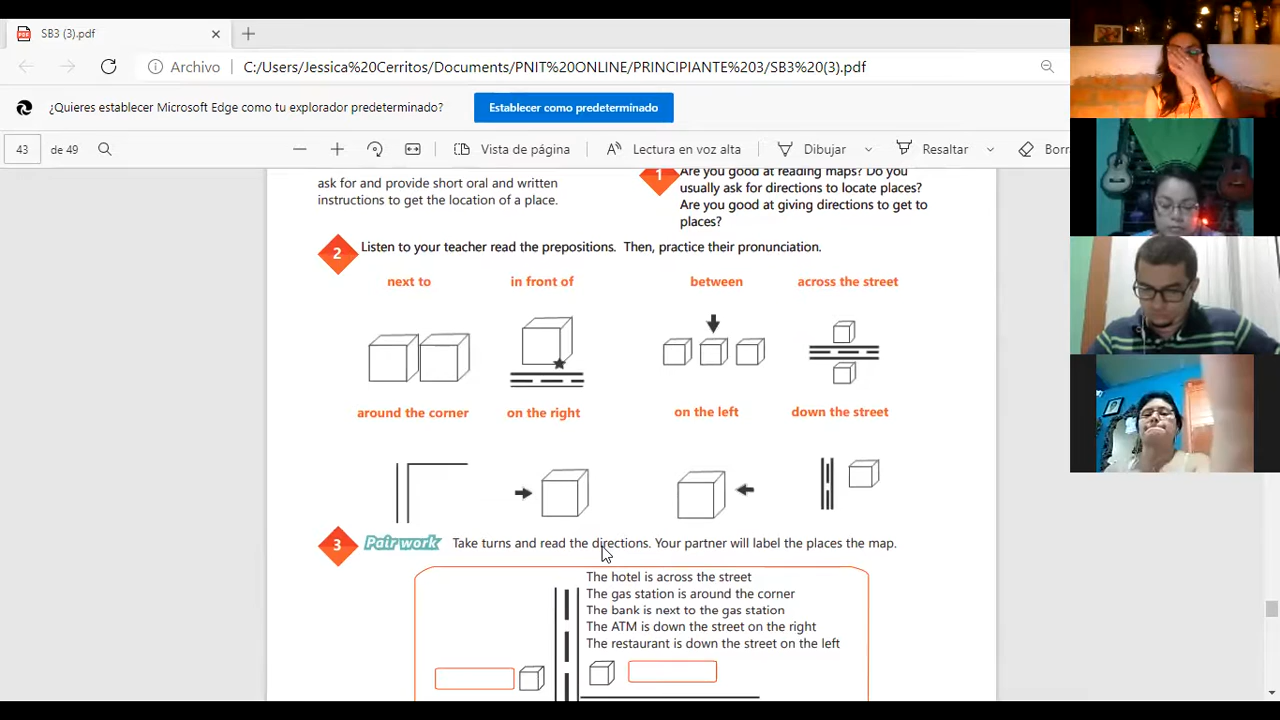 SB3 (3).pdf
Archivo
C:/Users/Jessica%20Cerritos/Documents/PNIT%20ONLINE/PRINCIPIANTE%203/SB3%20(3).pdf
¿Quieres establecer Microsoft Edge como tu explorador predeterminado?
Establecer como predeterminado
43 de 49
Vista de página
Lectura en voz alta
Dibujar
Resaltar
Borr
ask for and provide short oral and written
instructions to get the location of a place.
1
Are you good at reading maps? Do you
usually ask for directions to locate places?
Are you good at giving directions to get to
places?
2
Listen to your teacher read the prepositions. Then, practice their pronunciation.
next to
in front of
between
across the street
around the corner
on the right
on the left
down the street
3
Pair work
Take turns and read the directions. Your partner will label the places the map.
The hotel is across the street
The gas station is around the corner
The bank is next to the gas station
The ATM is down the street on the right
The restaurant is down the street on the left